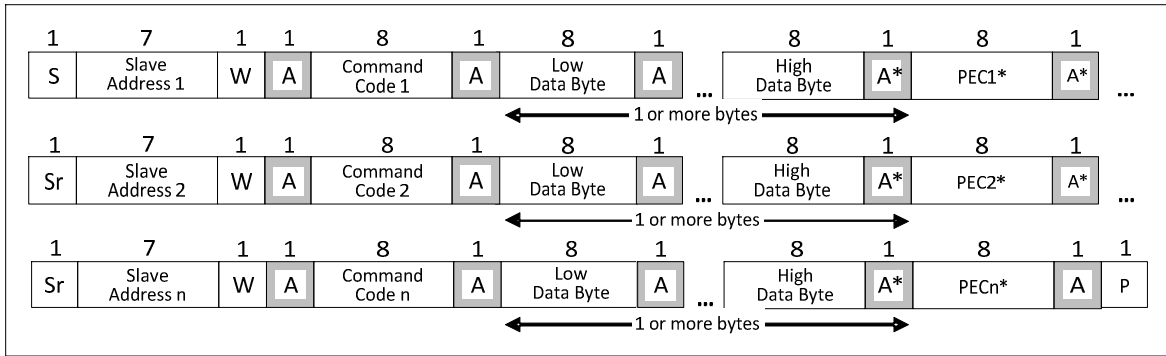 1 7 1 1 8 1 8 1 8 1 8 1
S Slave Address 1 W A Command Code 1 A Low Data Byte A ... High Data Byte A* PEC1* A* ...
1 or more bytes
1 7 1 1 8 1 8 1 8 1 8 1
Sr Slave Address 2 W A Command Code 2 A Low Data Byte A ... High Data Byte A* PEC2* A* ...
1 or more bytes
1 7 1 1 8 1 8 1 8 1 8 1 1
Sr Slave Address n W A Command Code n A Low Data Byte A ... High Data Byte A* PECn* A P
1 or more bytes